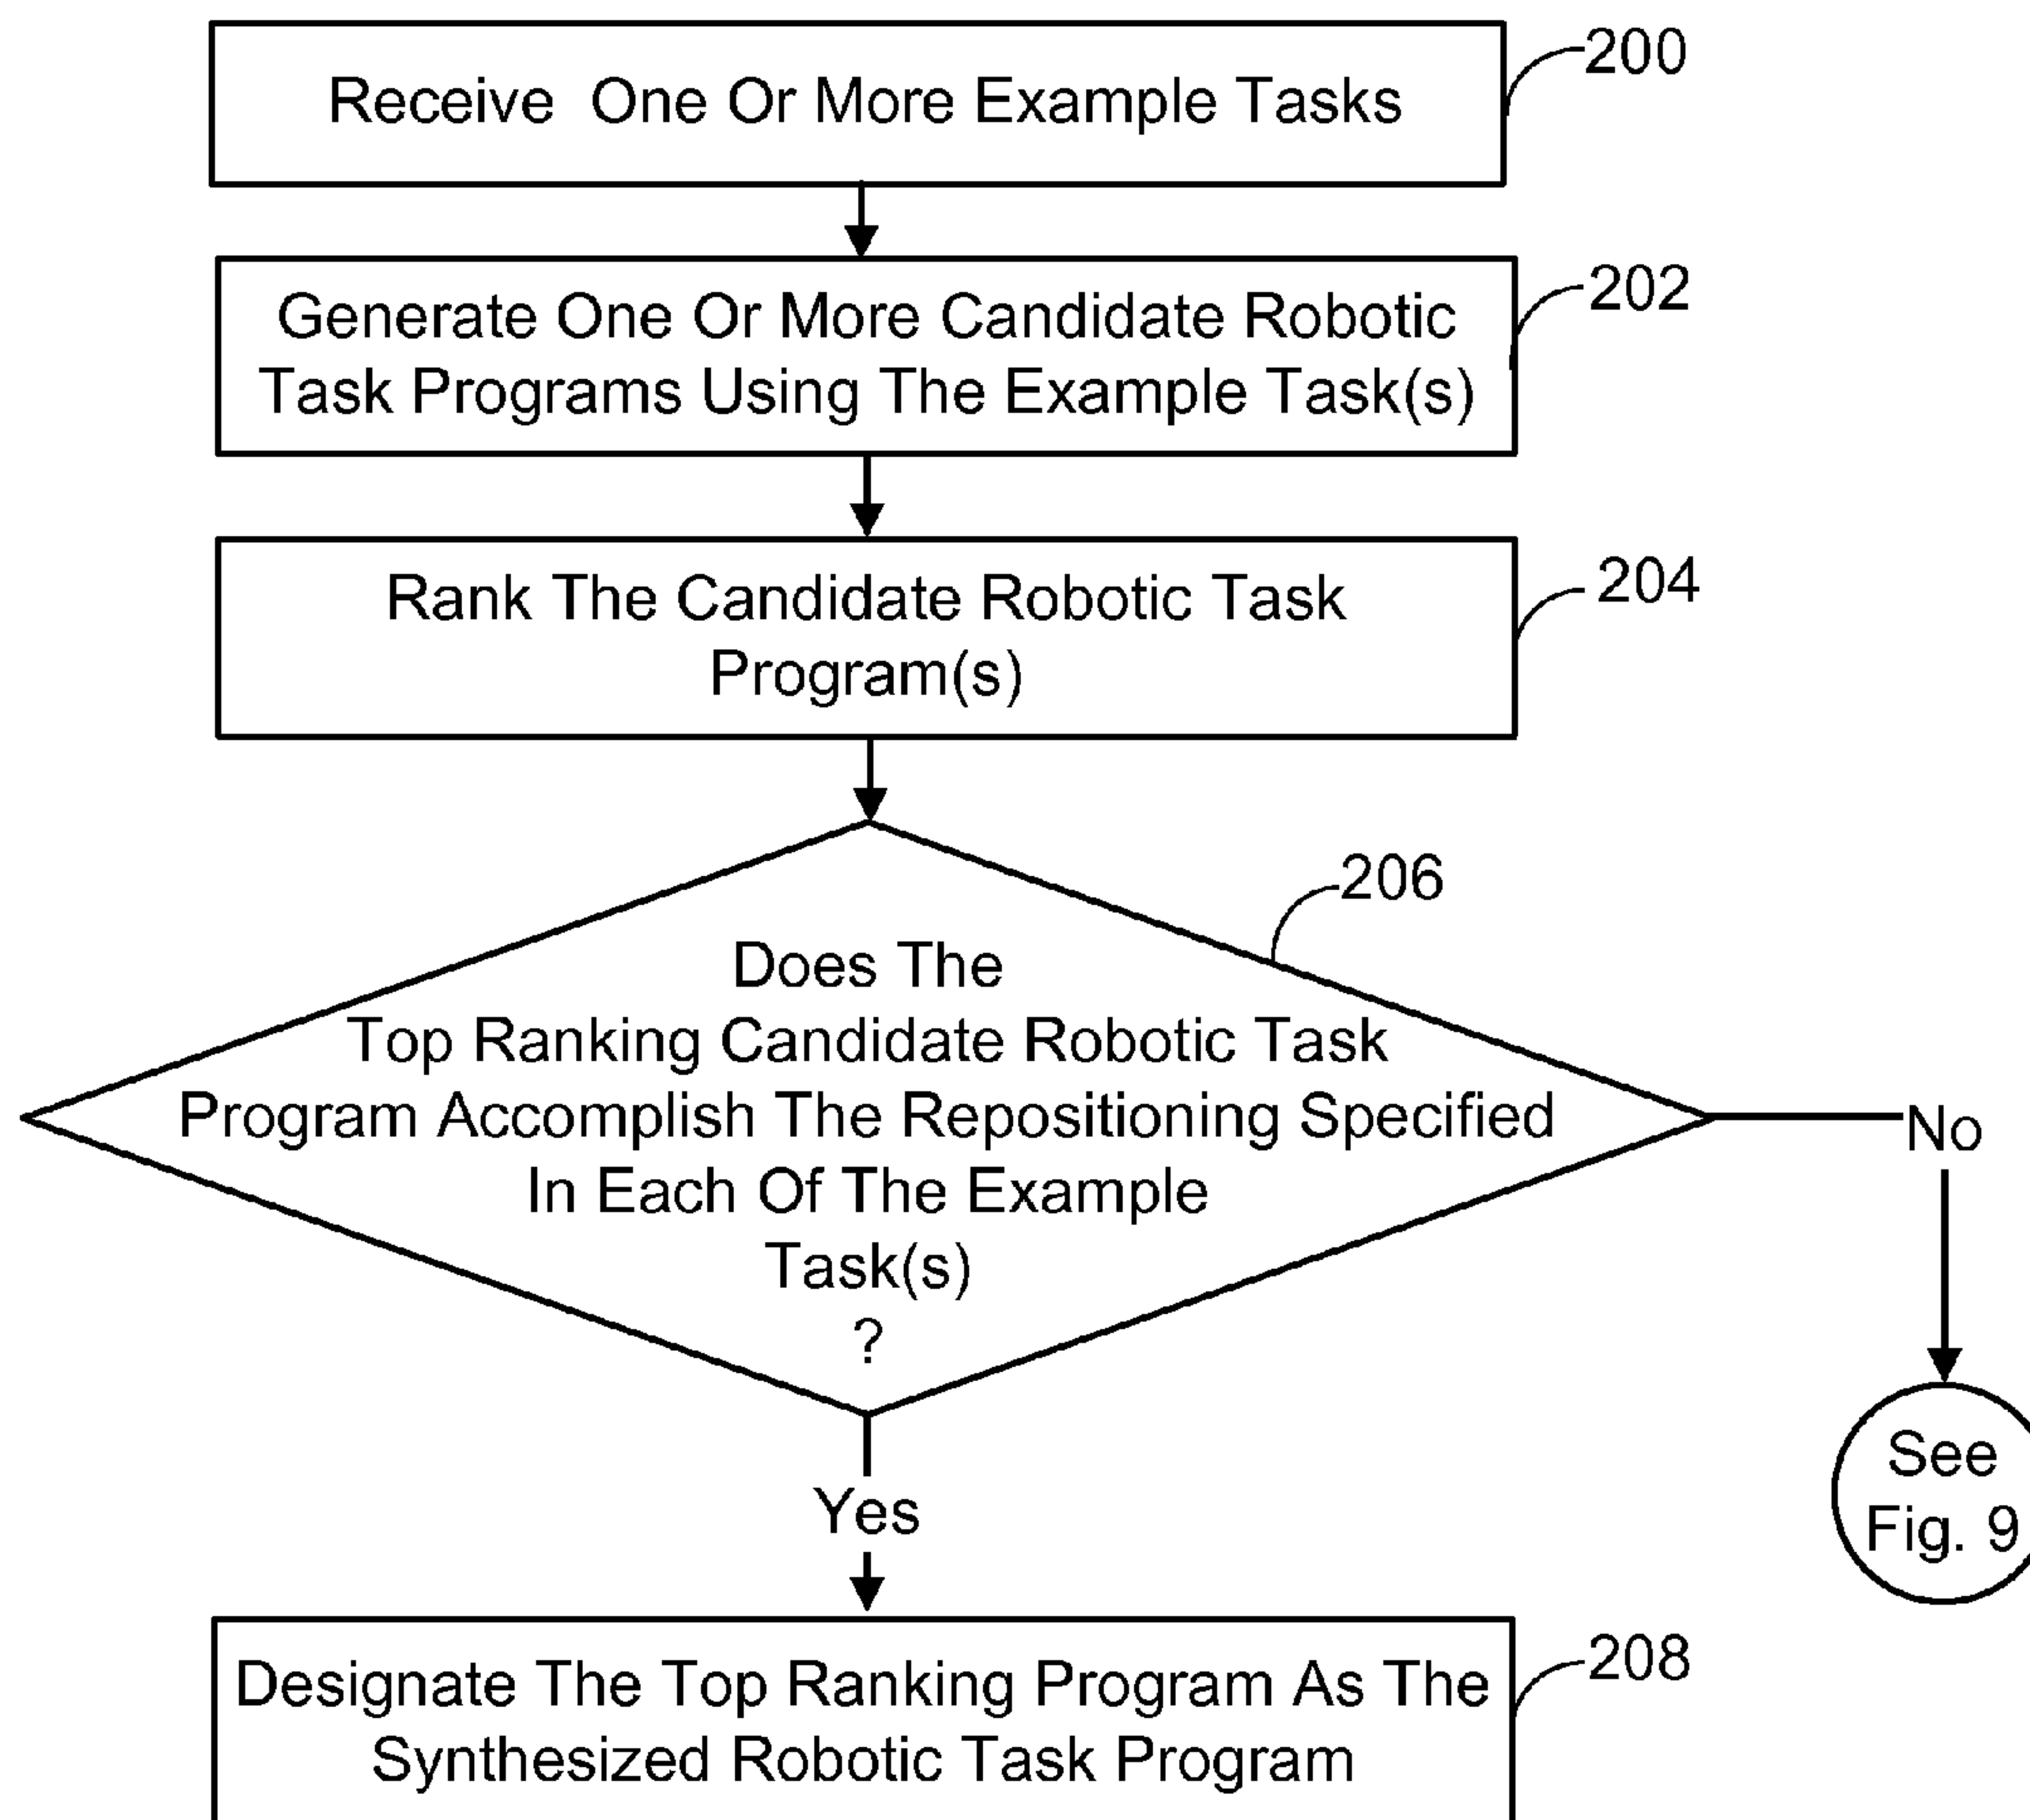 Receive One Or More Example Tasks
200
Generate One Or More Candidate Robotic
Task Programs Using The Example Task(s)
202
Rank The Candidate Robotic Task
Program(s)
204
206
Does The
Top Ranking Candidate Robotic Task
Program Accomplish The Repositioning Specified
In Each Of The Example
Task(s)
?
No
See
Fig. 9
Yes
Designate The Top Ranking Program As The
Synthesized Robotic Task Program
208